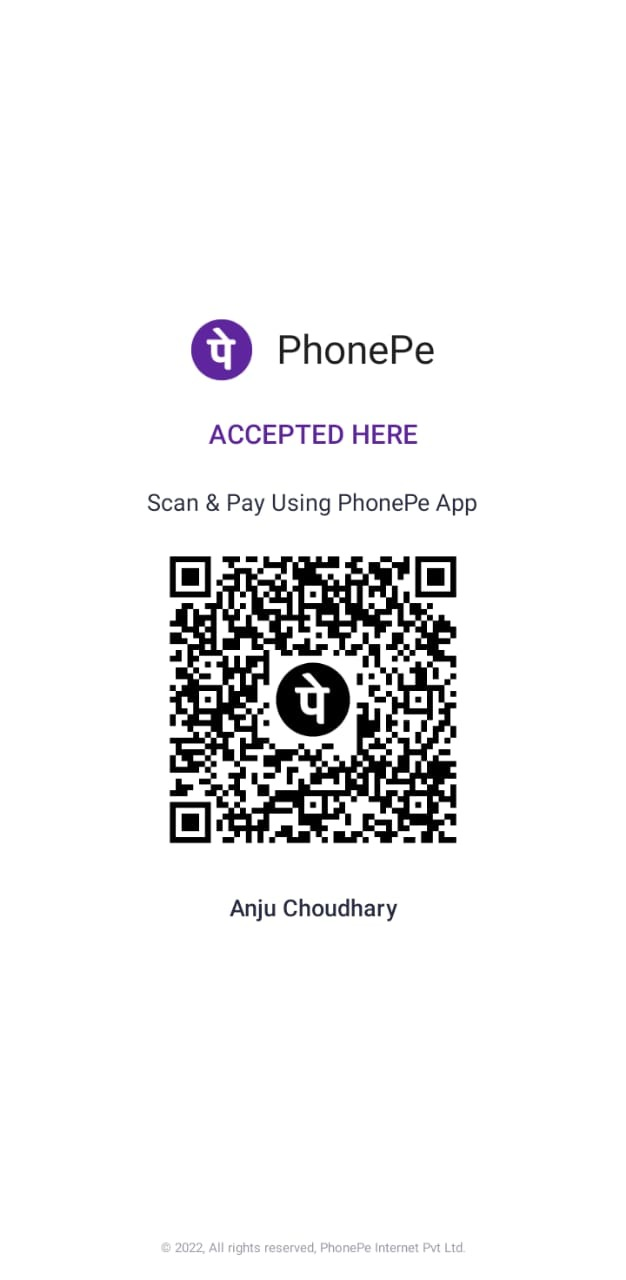 पे PhonePe
ACCEPTED HERE
Scan & Pay Using PhonePe App
पे
Anju Choudhary
© 2022, All rights reserved, PhonePe Internet Pvt Ltd.